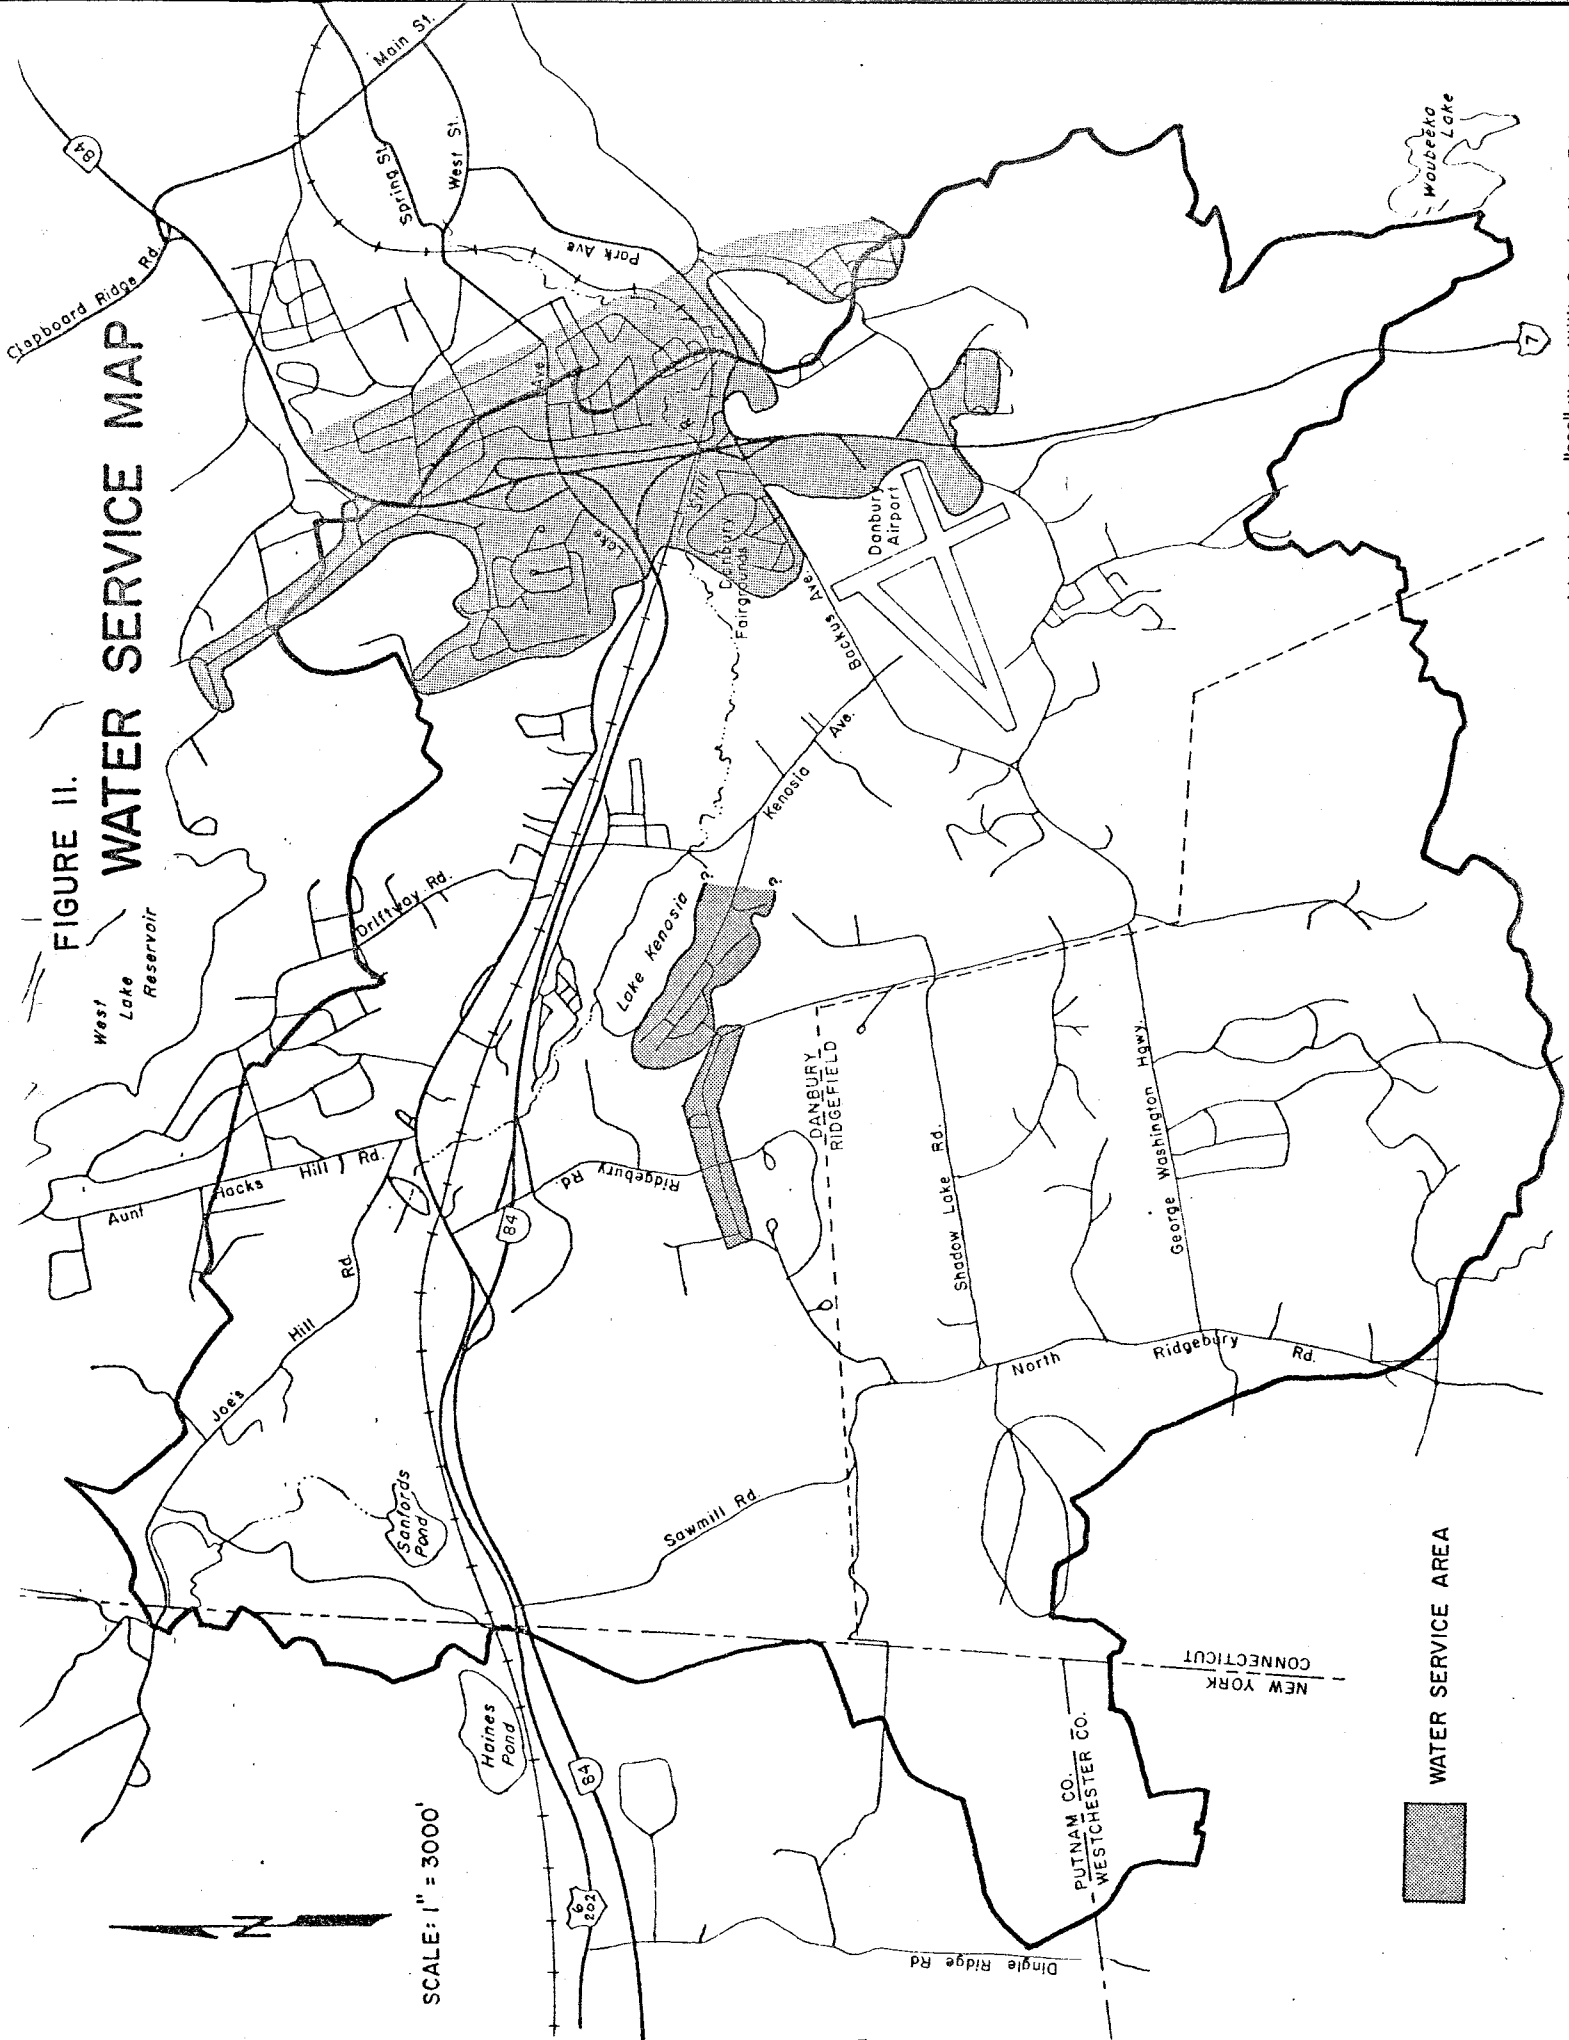 FIGURE 11.
WATER SERVICE MAP
West
Lake
Reservoir
Clapboard Ridge Rd.
84
Main St.
Spring St.
West St.
Park Ave
Ave.
Lake
Still
R.
Danbury
Fairgrounds
Danbury
Airport
Backus Ave.
Kenosia Ave.
Driftway Rd.
Lake Kenosia
?
?
Aunt Hacks Hill Rd.
Joe's Hill Rd.
Ridgebury Rd.
84
DANBURY
RIDGEFIELD
Shadow Lake Rd.
George Washington Hgwy.
North Ridgebury Rd.
Sanfords
Pond
Sawmill Rd.
Haines
Pond
84
6
202
Dingle Ridge Rd
PUTNAM CO.
WESTCHESTER CO.
NEW YORK
CONNECTICUT
Waubeeka
Lake
7
N
SCALE: 1" = 3000'
WATER SERVICE AREA